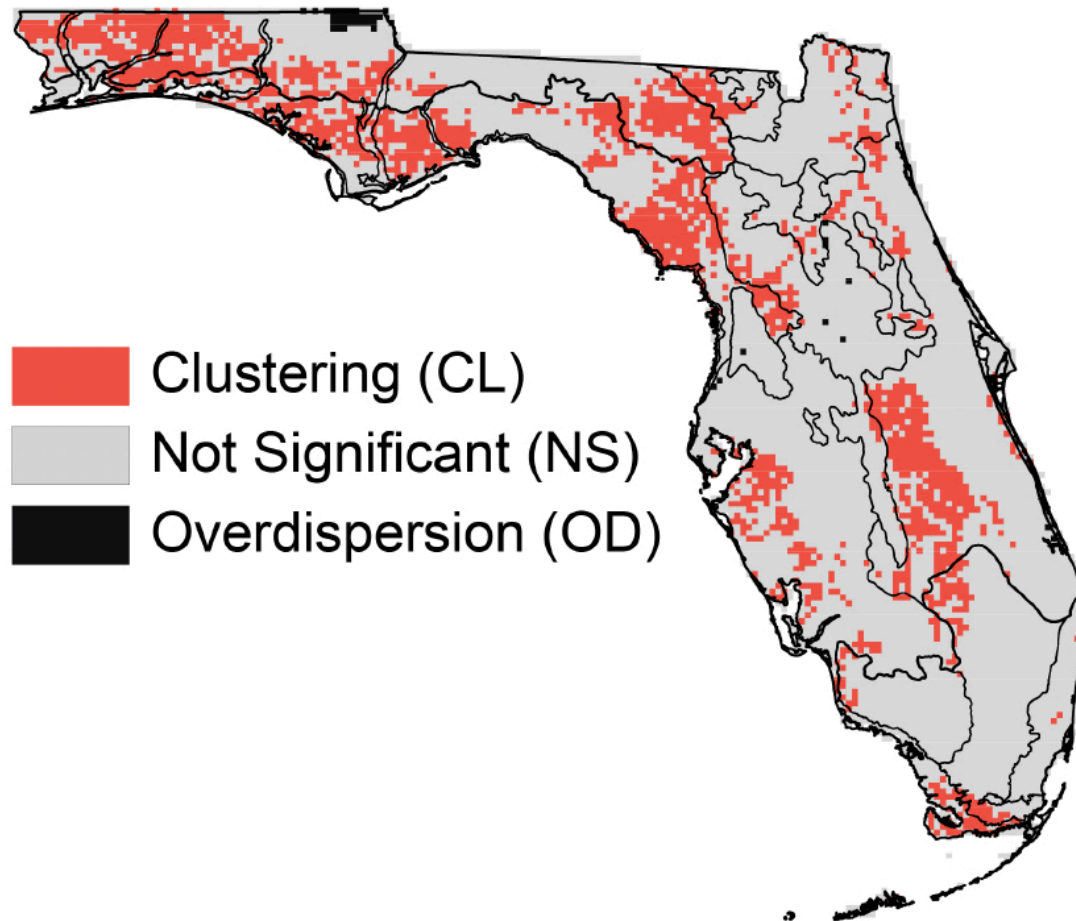 Clustering (CL)
Not Significant (NS)
Overdispersion (OD)